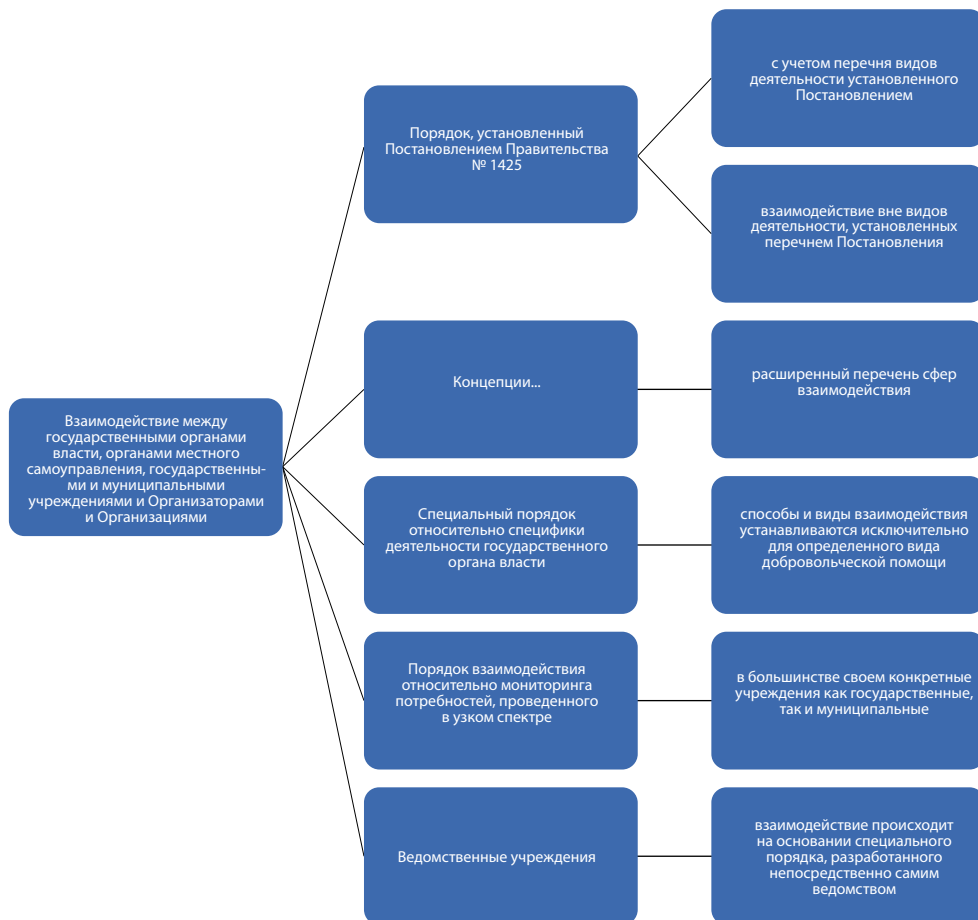 Взаимодействие между
государственными органами
власти, органами местного
самоуправления, государственны-
ми и муниципальными
учреждениями и Организаторами
и Организациями
Порядок, установленный
Постановлением Правительства
№ 1425
с учетом перечня видов
деятельности установленного
Постановлением
взаимодействие вне видов
деятельности, установленных
перечнем Постановления
Концепции...
расширенный перечень сфер
взаимодействия
Специальный порядок
относительно специфики
деятельности государственного
органа власти
способы и виды взаимодействия
устанавливаются исключительно
для определенного вида
добровольческой помощи
Порядок взаимодействия
относительно мониторинга
потребностей, проведенного
в узком спектре
в большинстве своем конкретные
учреждения как государственные,
так и муниципальные
Ведомственные учреждения
взаимодействие происходит
на основании специального
порядка, разработанного
непосредственно самим
ведомством